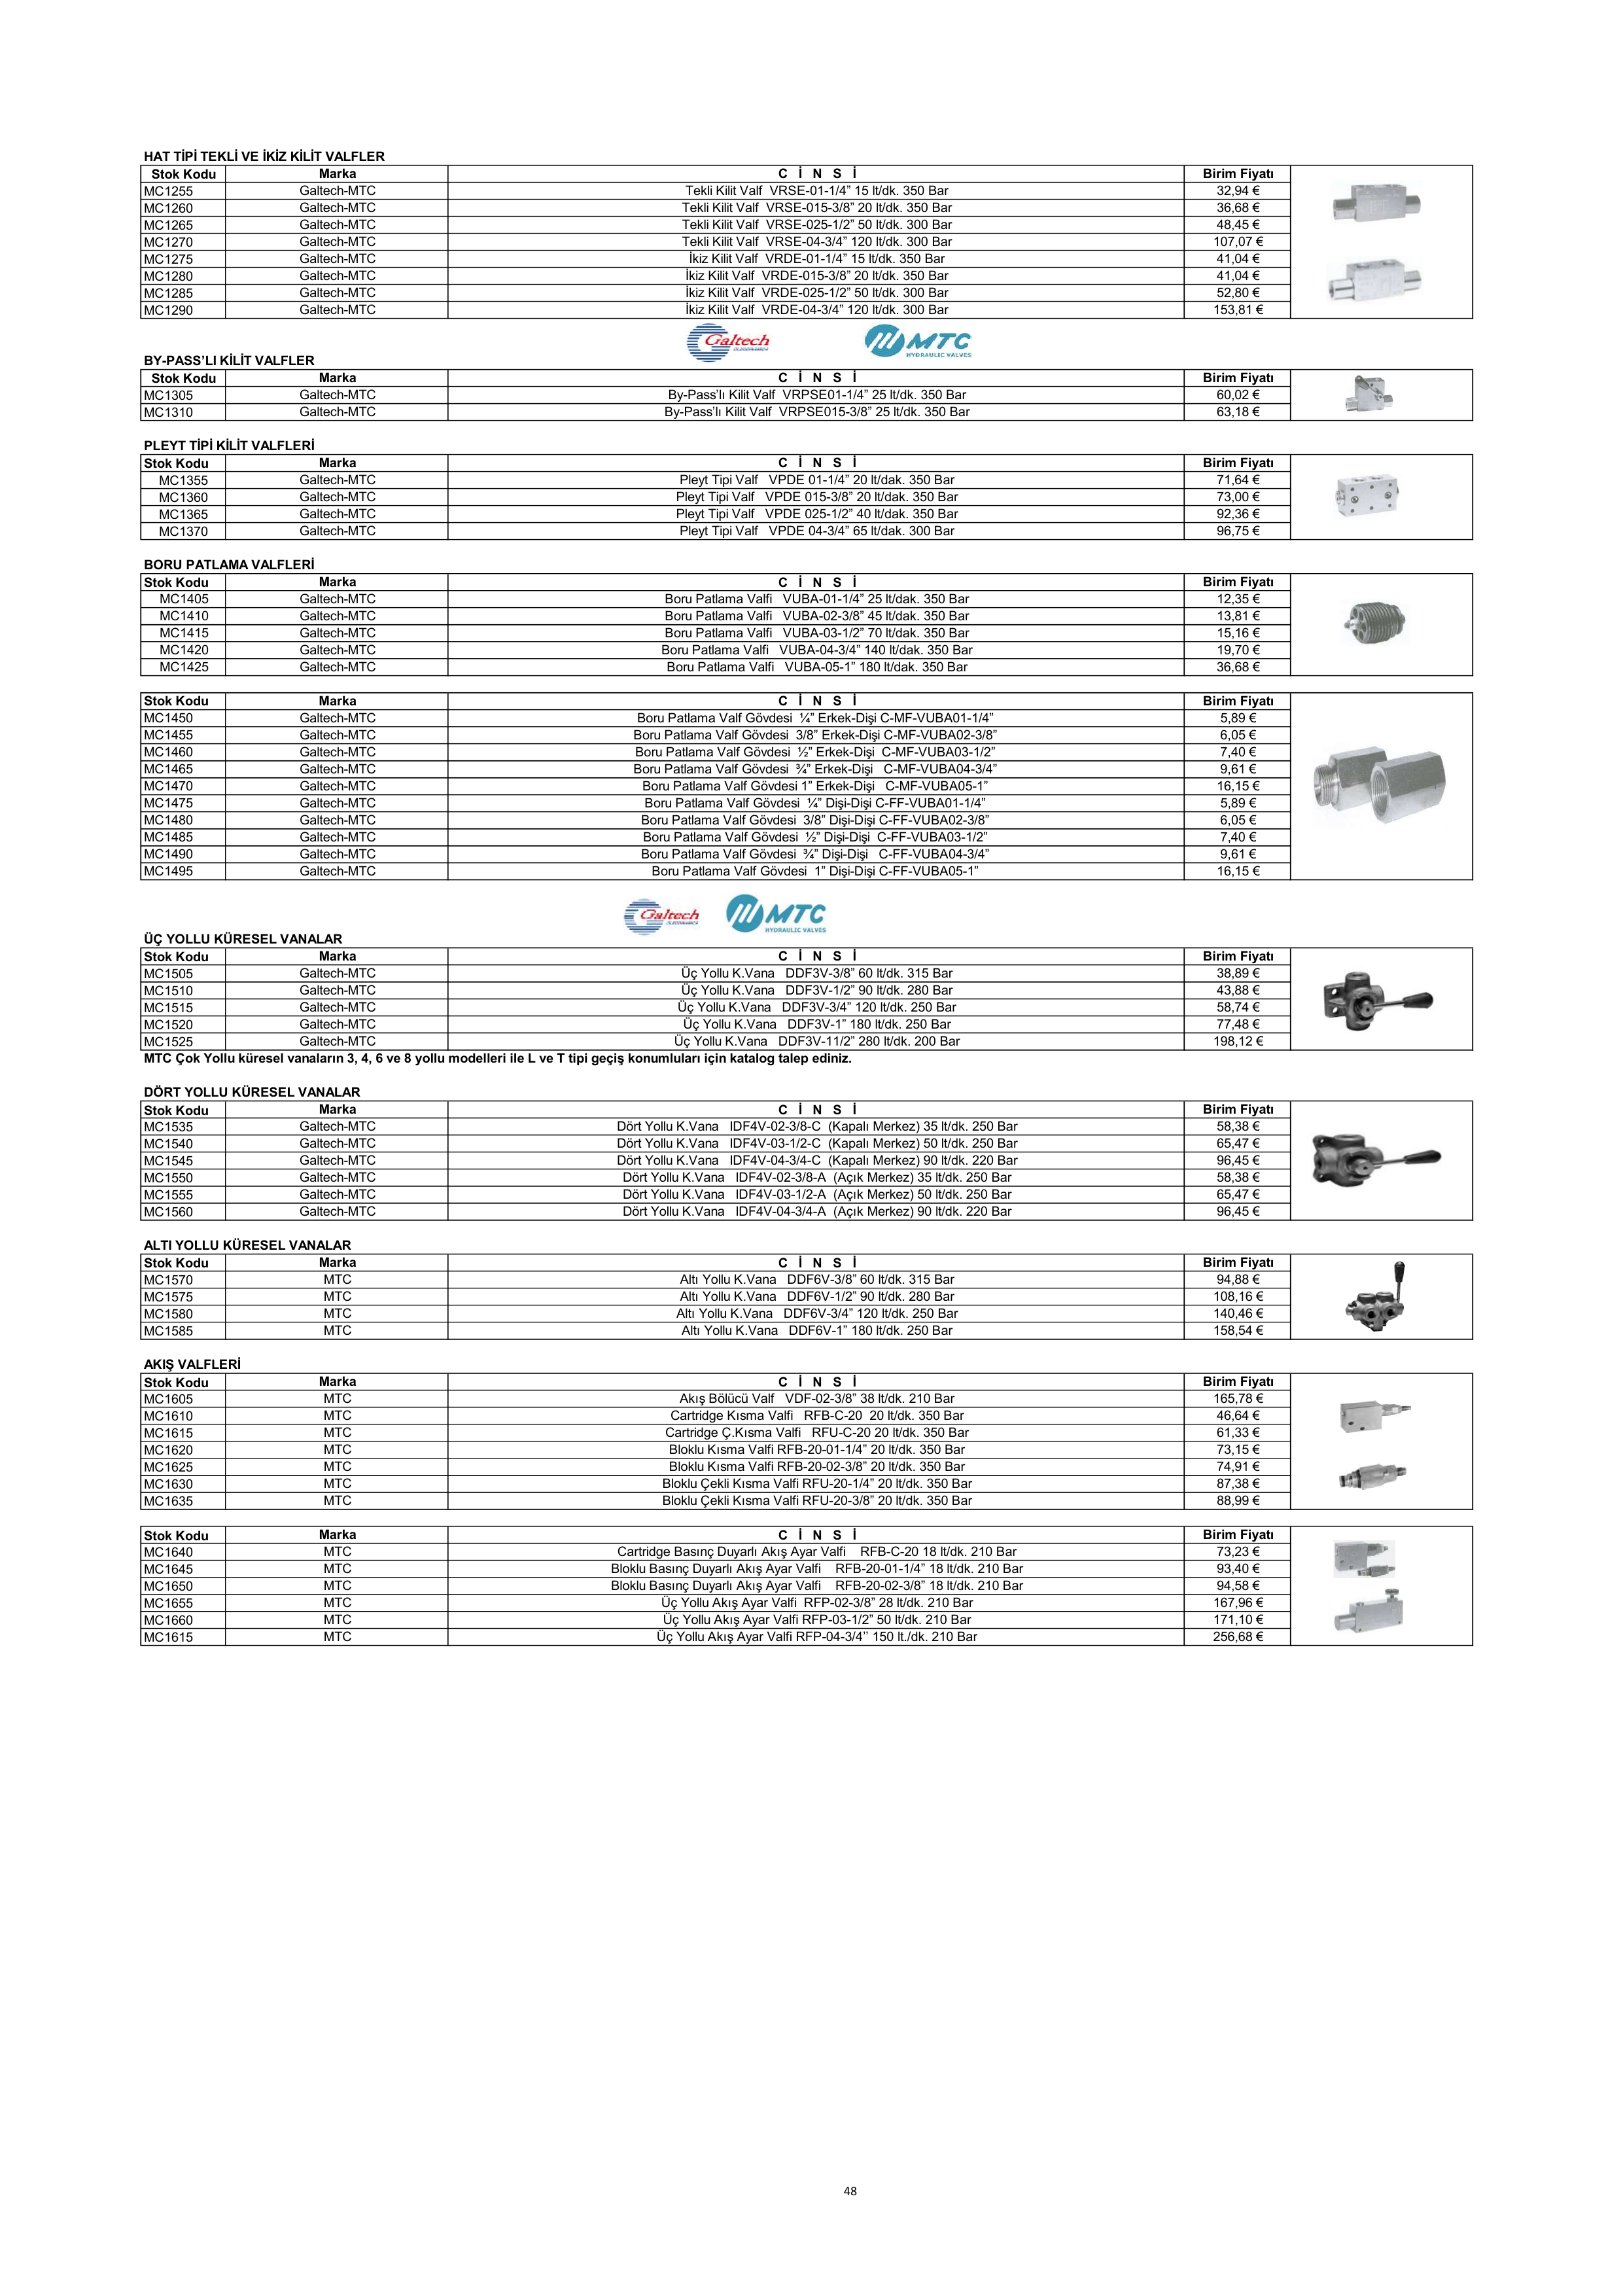 HAT TİPİ TEKLİ VE İKİZ KİLİT VALFLER
Stok Kodu Marka C İ N S İ Birim Fiyatı
MC1255 Galtech-MTC Tekli Kilit Valf VRSE-01-1/4” 15 lt/dk. 350 Bar 32,94 €
MC1260 Galtech-MTC Tekli Kilit Valf VRSE-015-3/8” 20 lt/dk. 350 Bar 36,68 €
MC1265 Galtech-MTC Tekli Kilit Valf VRSE-025-1/2” 50 lt/dk. 300 Bar 48,45 €
MC1270 Galtech-MTC Tekli Kilit Valf VRSE-04-3/4” 120 lt/dk. 300 Bar 107,07 €
MC1275 Galtech-MTC İkiz Kilit Valf VRDE-01-1/4” 15 lt/dk. 350 Bar 41,04 €
MC1280 Galtech-MTC İkiz Kilit Valf VRDE-015-3/8” 20 lt/dk. 350 Bar 41,04 €
MC1285 Galtech-MTC İkiz Kilit Valf VRDE-025-1/2” 50 lt/dk. 300 Bar 52,80 €
MC1290 Galtech-MTC İkiz Kilit Valf VRDE-04-3/4” 120 lt/dk. 300 Bar 153,81 €
Galtech MTC
HYDRAULIC VALVES
BY-PASS’LI KİLİT VALFLER
Stok Kodu Marka C İ N S İ Birim Fiyatı
MC1305 Galtech-MTC By-Pass’lı Kilit Valf VRPSE01-1/4” 25 lt/dk. 350 Bar 60,02 €
MC1310 Galtech-MTC By-Pass’lı Kilit Valf VRPSE015-3/8” 25 lt/dk. 350 Bar 63,18 €
PLEYT TİPİ KİLİT VALFLERİ
Stok Kodu Marka C İ N S İ Birim Fiyatı
MC1355 Galtech-MTC Pleyt Tipi Valf VPDE 01-1/4” 20 lt/dak. 350 Bar 71,64 €
MC1360 Galtech-MTC Pleyt Tipi Valf VPDE 015-3/8” 20 lt/dak. 350 Bar 73,00 €
MC1365 Galtech-MTC Pleyt Tipi Valf VPDE 025-1/2” 40 lt/dak. 350 Bar 92,36 €
MC1370 Galtech-MTC Pleyt Tipi Valf VPDE 04-3/4” 65 lt/dak. 300 Bar 96,75 €
BORU PATLAMA VALFLERİ
Stok Kodu Marka C İ N S İ Birim Fiyatı
MC1405 Galtech-MTC Boru Patlama Valfi VUBA-01-1/4” 25 lt/dak. 350 Bar 12,35 €
MC1410 Galtech-MTC Boru Patlama Valfi VUBA-02-3/8” 45 lt/dak. 350 Bar 13,81 €
MC1415 Galtech-MTC Boru Patlama Valfi VUBA-03-1/2” 70 lt/dak. 350 Bar 15,16 €
MC1420 Galtech-MTC Boru Patlama Valfi VUBA-04-3/4” 140 lt/dak. 350 Bar 19,70 €
MC1425 Galtech-MTC Boru Patlama Valfi VUBA-05-1” 180 lt/dak. 350 Bar 36,68 €
Stok Kodu Marka C İ N S İ Birim Fiyatı
MC1450 Galtech-MTC Boru Patlama Valf Gövdesi ¼” Erkek-Dişi C-MF-VUBA01-1/4” 5,89 €
MC1455 Galtech-MTC Boru Patlama Valf Gövdesi 3/8” Erkek-Dişi C-MF-VUBA02-3/8” 6,05 €
MC1460 Galtech-MTC Boru Patlama Valf Gövdesi ½” Erkek-Dişi C-MF-VUBA03-1/2” 7,40 €
MC1465 Galtech-MTC Boru Patlama Valf Gövdesi ¾” Erkek-Dişi C-MF-VUBA04-3/4” 9,61 €
MC1470 Galtech-MTC Boru Patlama Valf Gövdesi 1” Erkek-Dişi C-MF-VUBA05-1” 16,15 €
MC1475 Galtech-MTC Boru Patlama Valf Gövdesi ¼” Dişi-Dişi C-FF-VUBA01-1/4” 5,89 €
MC1480 Galtech-MTC Boru Patlama Valf Gövdesi 3/8” Dişi-Dişi C-FF-VUBA02-3/8” 6,05 €
MC1485 Galtech-MTC Boru Patlama Valf Gövdesi ½” Dişi-Dişi C-FF-VUBA03-1/2” 7,40 €
MC1490 Galtech-MTC Boru Patlama Valf Gövdesi ¾” Dişi-Dişi C-FF-VUBA04-3/4” 9,61 €
MC1495 Galtech-MTC Boru Patlama Valf Gövdesi 1” Dişi-Dişi C-FF-VUBA05-1” 16,15 €
Galtech MTC
HYDRAULIC VALVES
ÜÇ YOLLU KÜRESEL VANALAR
Stok Kodu Marka C İ N S İ Birim Fiyatı
MC1505 Galtech-MTC Üç Yollu K.Vana DDF3V-3/8” 60 lt/dk. 315 Bar 38,89 €
MC1510 Galtech-MTC Üç Yollu K.Vana DDF3V-1/2” 90 lt/dk. 280 Bar 43,88 €
MC1515 Galtech-MTC Üç Yollu K.Vana DDF3V-3/4” 120 lt/dk. 250 Bar 58,74 €
MC1520 Galtech-MTC Üç Yollu K.Vana DDF3V-1” 180 lt/dk. 250 Bar 77,48 €
MC1525 Galtech-MTC Üç Yollu K.Vana DDF3V-11/2” 280 lt/dk. 200 Bar 198,12 €
MTC Çok Yollu küresel vanaların 3, 4, 6 ve 8 yollu modelleri ile L ve T tipi geçiş konumluları için katalog talep ediniz.
DÖRT YOLLU KÜRESEL VANALAR
Stok Kodu Marka C İ N S İ Birim Fiyatı
MC1535 Galtech-MTC Dört Yollu K.Vana IDF4V-02-3/8-C (Kapalı Merkez) 35 lt/dk. 250 Bar 58,38 €
MC1540 Galtech-MTC Dört Yollu K.Vana IDF4V-03-1/2-C (Kapalı Merkez) 50 lt/dk. 250 Bar 65,47 €
MC1545 Galtech-MTC Dört Yollu K.Vana IDF4V-04-3/4-C (Kapalı Merkez) 90 lt/dk. 220 Bar 96,45 €
MC1550 Galtech-MTC Dört Yollu K.Vana IDF4V-02-3/8-A (Açık Merkez) 35 lt/dk. 250 Bar 58,38 €
MC1555 Galtech-MTC Dört Yollu K.Vana IDF4V-03-1/2-A (Açık Merkez) 50 lt/dk. 250 Bar 65,47 €
MC1560 Galtech-MTC Dört Yollu K.Vana IDF4V-04-3/4-A (Açık Merkez) 90 lt/dk. 220 Bar 96,45 €
ALTI YOLLU KÜRESEL VANALAR
Stok Kodu Marka C İ N S İ Birim Fiyatı
MC1570 MTC Altı Yollu K.Vana DDF6V-3/8” 60 lt/dk. 315 Bar 94,88 €
MC1575 MTC Altı Yollu K.Vana DDF6V-1/2” 90 lt/dk. 280 Bar 108,16 €
MC1580 MTC Altı Yollu K.Vana DDF6V-3/4” 120 lt/dk. 250 Bar 140,46 €
MC1585 MTC Altı Yollu K.Vana DDF6V-1” 180 lt/dk. 250 Bar 158,54 €
AKIŞ VALFLERİ
Stok Kodu Marka C İ N S İ Birim Fiyatı
MC1605 MTC Akış Bölücü Valf VDF-02-3/8” 38 lt/dk. 210 Bar 165,78 €
MC1610 MTC Cartridge Kısma Valfi RFB-C-20 20 lt/dk. 350 Bar 46,64 €
MC1615 MTC Cartridge Ç.Kısma Valfi RFU-C-20 20 lt/dk. 350 Bar 61,33 €
MC1620 MTC Bloklu Kısma Valfi RFB-20-01-1/4” 20 lt/dk. 350 Bar 73,15 €
MC1625 MTC Bloklu Kısma Valfi RFB-20-02-3/8” 20 lt/dk. 350 Bar 74,91 €
MC1630 MTC Bloklu Çekli Kısma Valfi RFU-20-1/4” 20 lt/dk. 350 Bar 87,38 €
MC1635 MTC Bloklu Çekli Kısma Valfi RFU-20-3/8” 20 lt/dk. 350 Bar 88,99 €
Stok Kodu Marka C İ N S İ Birim Fiyatı
MC1640 MTC Cartridge Basınç Duyarlı Akış Ayar Valfi RFB-C-20 18 lt/dk. 210 Bar 73,23 €
MC1645 MTC Bloklu Basınç Duyarlı Akış Ayar Valfi RFB-20-01-1/4” 18 lt/dk. 210 Bar 93,40 €
MC1650 MTC Bloklu Basınç Duyarlı Akış Ayar Valfi RFB-20-02-3/8” 18 lt/dk. 210 Bar 94,58 €
MC1655 MTC Üç Yollu Akış Ayar Valfi RFP-02-3/8” 28 lt/dk. 210 Bar 167,96 €
MC1660 MTC Üç Yollu Akış Ayar Valfi RFP-03-1/2” 50 lt/dk. 210 Bar 171,10 €
MC1615 MTC Üç Yollu Akış Ayar Valfi RFP-04-3/4’’ 150 lt./dk. 210 Bar 256,68 €
48